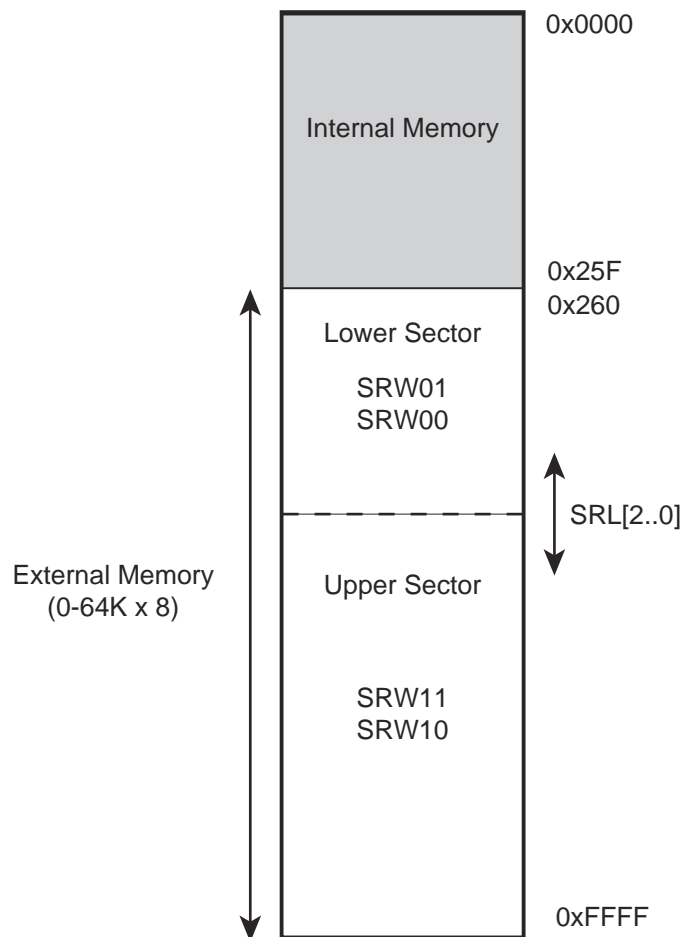 0x0000
Internal Memory
0x25F
0x260
Lower Sector
SRW01
SRW00
SRL[2..0]
External Memory
(0-64K x 8)
Upper Sector
SRW11
SRW10
0xFFFF